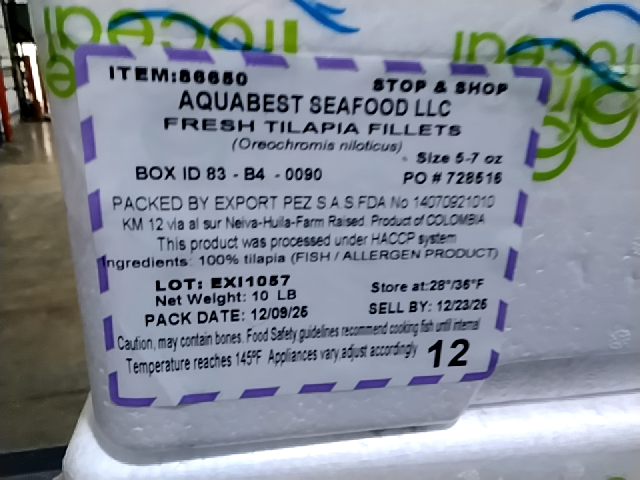 ITEM:86680
STOP & SHOP
AQUABEST SEAFOOD LLC
FRESH TILAPIA FILLETS
(Oreochromis niloticus)
Size 5-7 oz
BOX ID 83 - B4 - 0090
PO # 728516
PACKED BY EXPORT PEZ S.A.S.FDA No 14070921010
KM 12 via al sur Neiva-Huila-Farm Raised. Product of COLOMBIA
This product was processed under HACCP system
Ingredients: 100% tilapia (FISH / ALLERGEN PRODUCT)
LOT: EXI1057
Store at:28°/36°F
Net Weight: 10 LB
SELL BY: 12/23/25
PACK DATE: 12/09/25
Caution, may contain bones. Food Safety guidelines recommend cooking fish until internal
Temperature reaches 145ºF Appliances vary,adjust accordingly
12